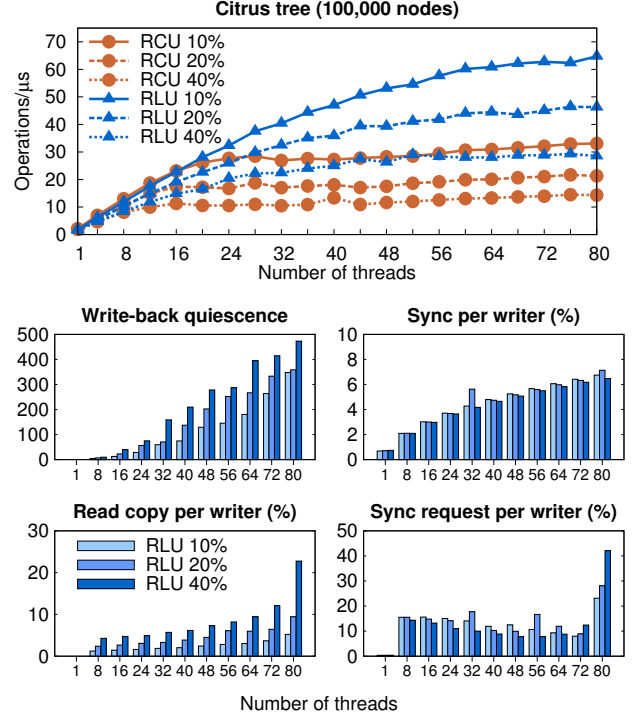 Citrus tree (100,000 nodes)
Operations/µs
70
60
50
40
30
20
10
0
RCU 10%
RCU 20%
RCU 40%
RLU 10%
RLU 20%
RLU 40%
1 8 16 24 32 40 48 56 64 72 80
Number of threads
Write-back quiescence
500
400
300
200
100
0
1 8 16 24 32 40 48 56 64 72 80
Sync per writer (%)
10
8
6
4
2
0
1 8 16 24 32 40 48 56 64 72 80
Read copy per writer (%)
30
20
10
0
RLU 10%
RLU 20%
RLU 40%
1 8 16 24 32 40 48 56 64 72 80
Sync request per writer (%)
50
40
30
20
10
0
1 8 16 24 32 40 48 56 64 72 80
Number of threads